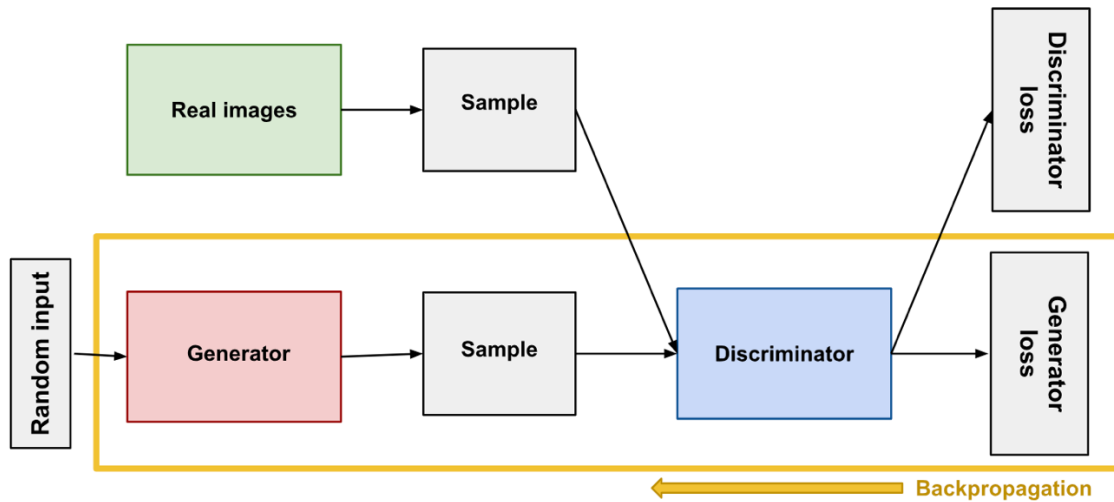 Real images
Sample
Discriminator
loss
Random input
Generator
Sample
Discriminator
Generator
loss
Backpropagation